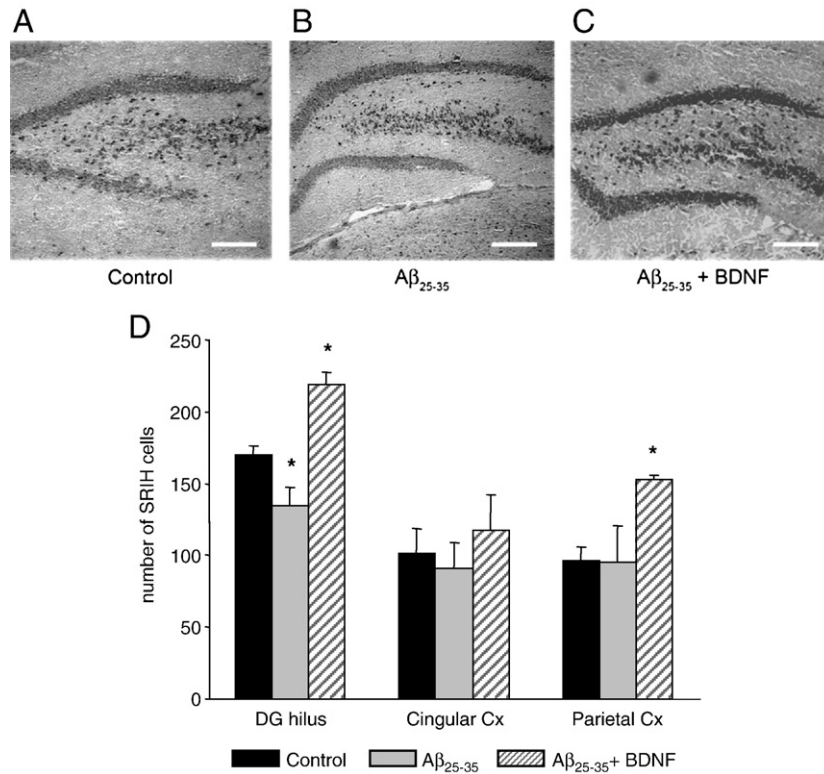 A B C
Control Aβ25-35 Aβ25-35 + BDNF
D
number of SRIH cells
250
200
150
100
50
0
*
*
*
DG hilus Cingular Cx Parietal Cx
Control Aβ25-35 Aβ25-35+ BDNF